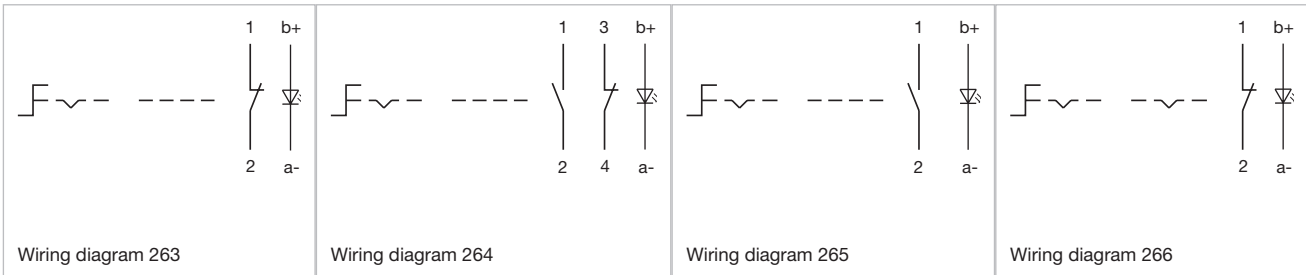 1 b+
2 a-
Wiring diagram 263
1 3 b+
2 4 a-
Wiring diagram 264
1 b+
2 a-
Wiring diagram 265
1 b+
2 a-
Wiring diagram 266